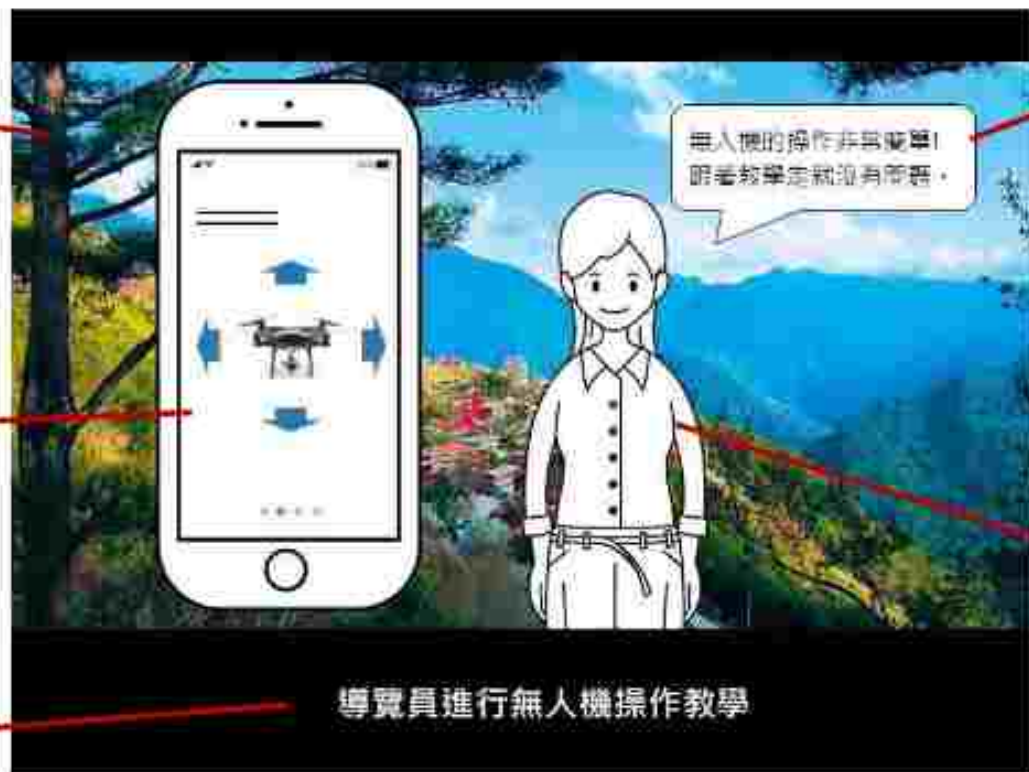 無人機的操作非常簡單!
跟著教學走就沒有問題。
導覽員進行無人機操作教學